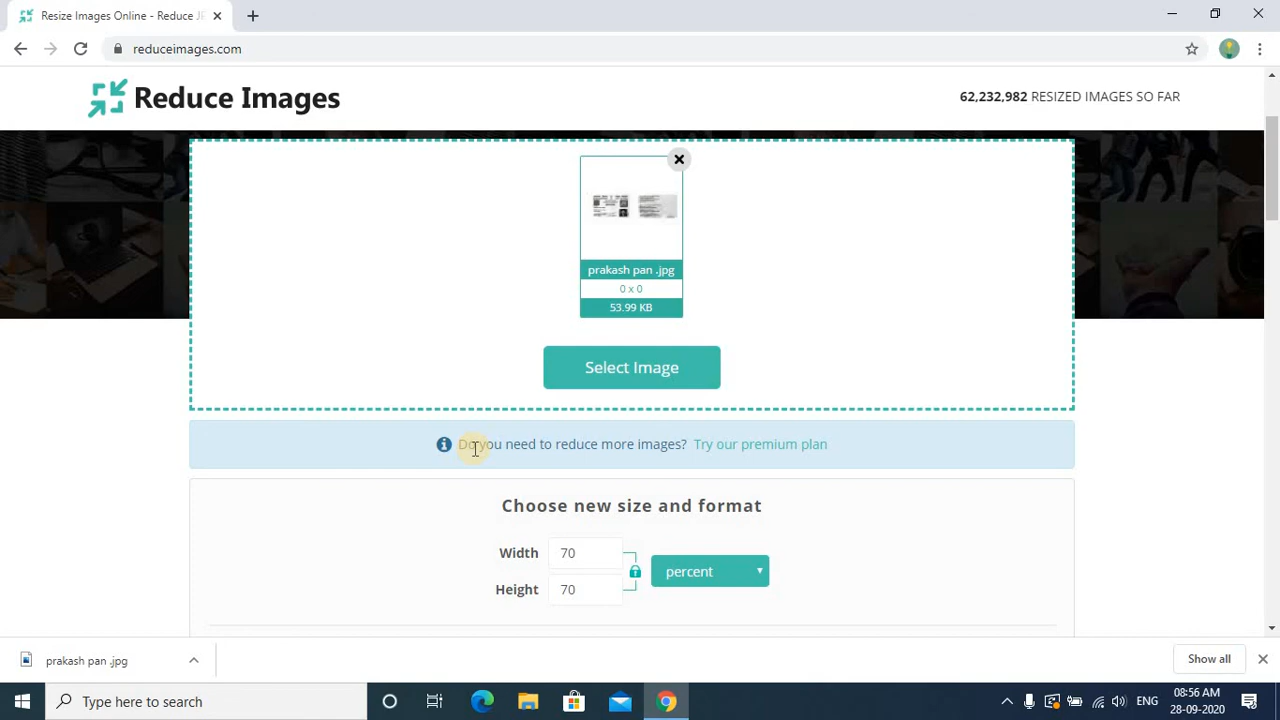 Resize Images Online - Reduce JP
reduceimages.com
Reduce Images
62,232,982 RESIZED IMAGES SO FAR
prakash pan .jpg
0 x 0
53.99 KB
Select Image
Do you need to reduce more images? Try our premium plan
Choose new size and format
Width 70
Height 70
percent
prakash pan .jpg
Show all
Type here to search
ENG
08:56 AM
28-09-2020